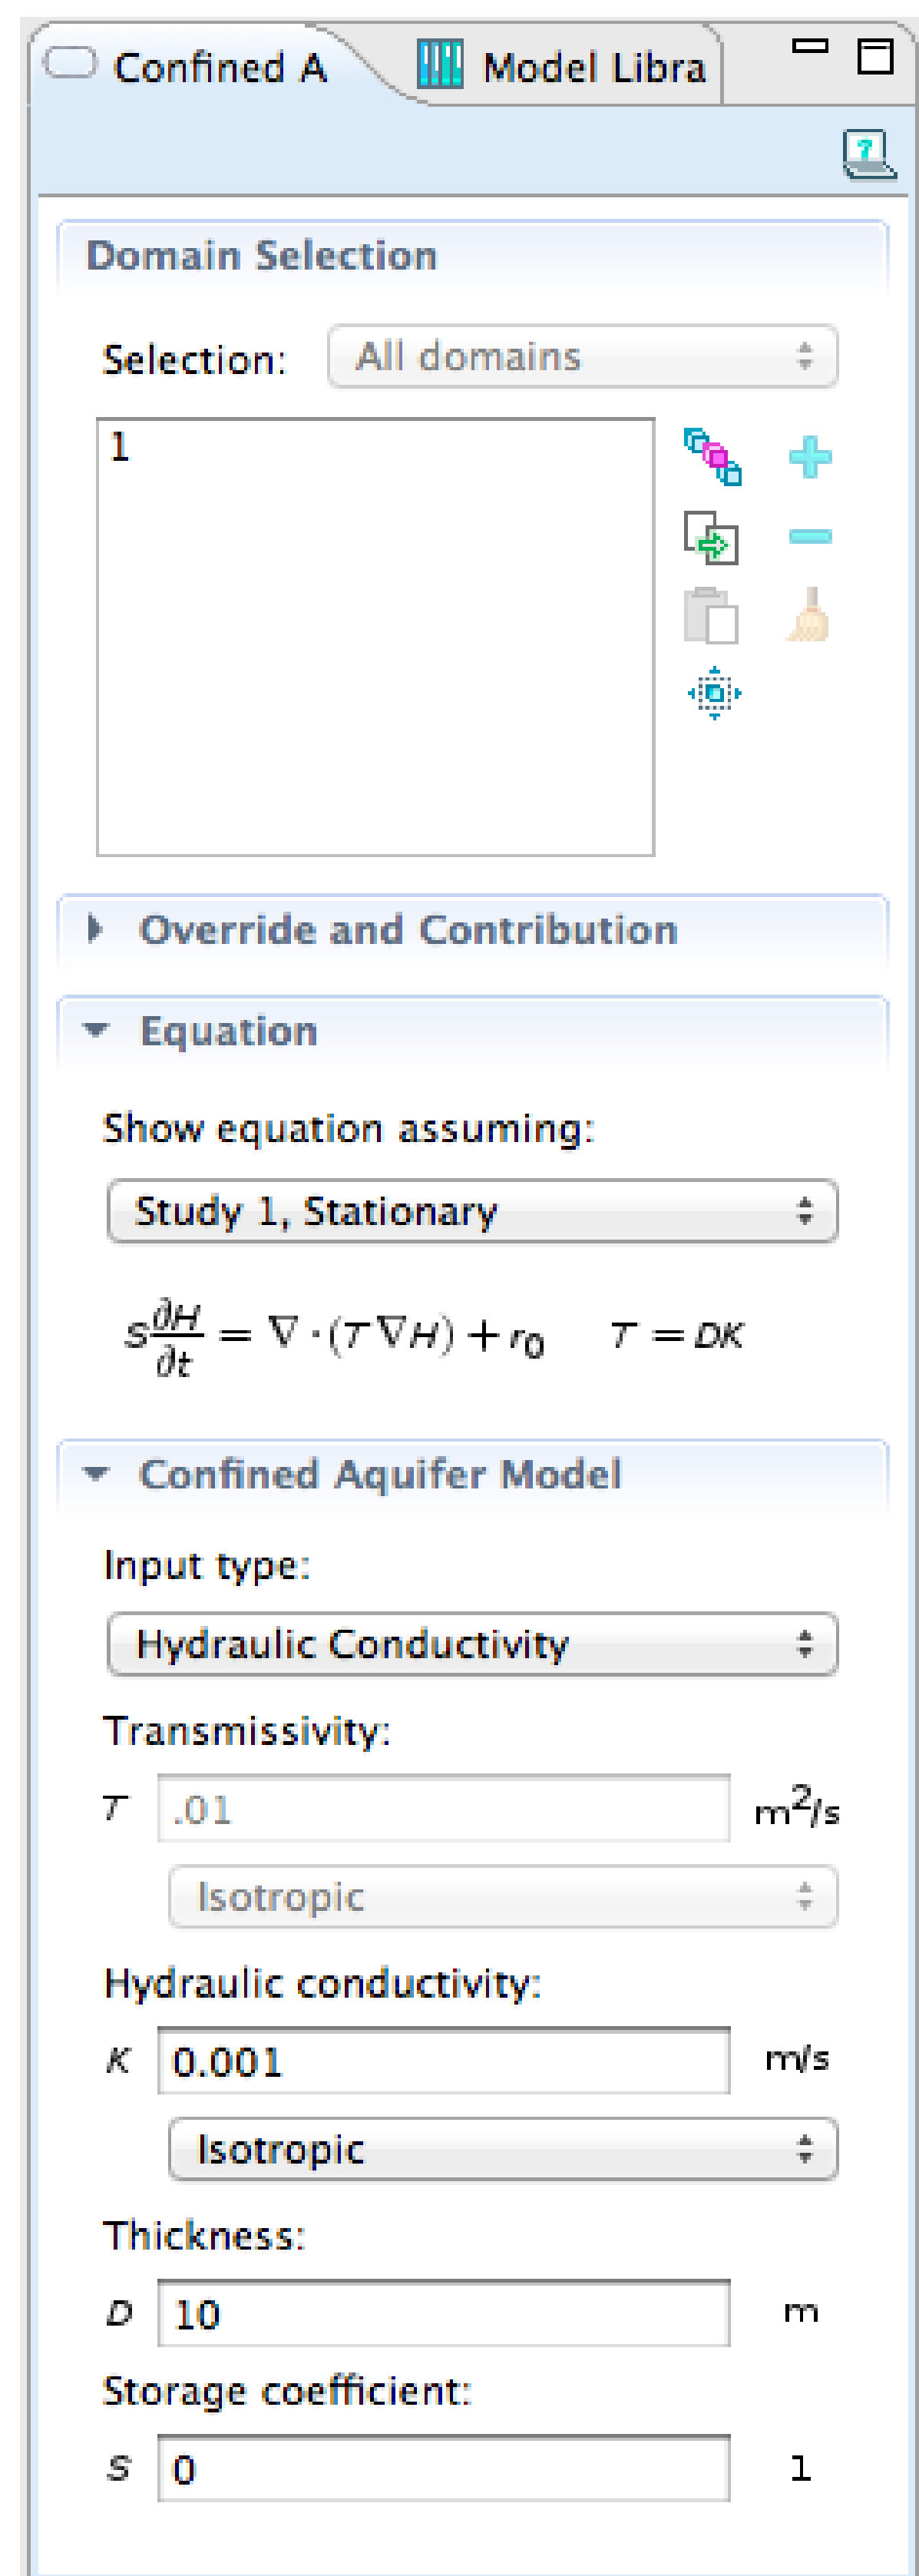 Confined A Model Libra
?
Domain Selection
Selection: All domains
1
Override and Contribution
Equation
Show equation assuming:
Study 1, Stationary
S∂H/∂t = ∇·(T∇H) + r₀ T = DK
Confined Aquifer Model
Input type:
Hydraulic Conductivity
Transmissivity:
T .01 m²/s
Isotropic
Hydraulic conductivity:
K 0.001 m/s
Isotropic
Thickness:
D 10 m
Storage coefficient:
S 0 1